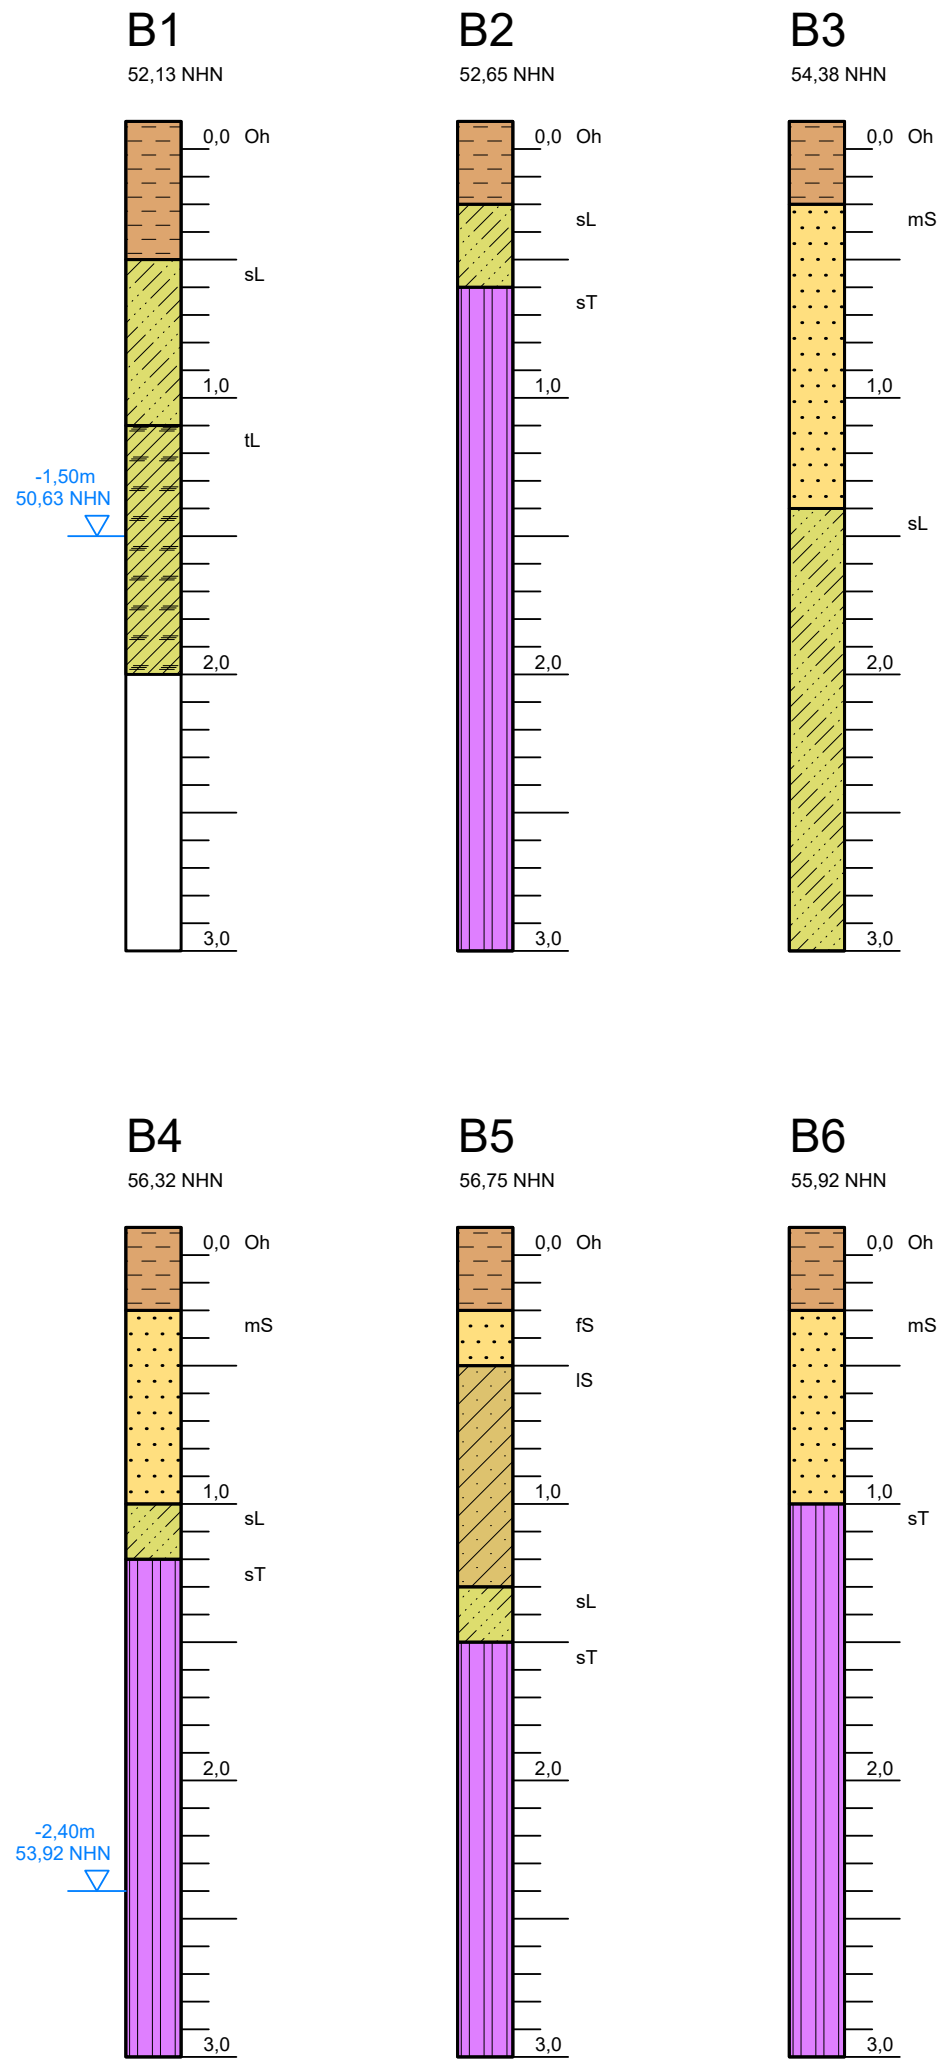 B1
52,13 NHN
0,0 Oh
sL
1,0
tL
-1,50m
50,63 NHN
2,0
3,0
B2
52,65 NHN
0,0 Oh
sL
sT
1,0
2,0
3,0
B3
54,38 NHN
0,0 Oh
mS
1,0
sL
2,0
3,0
B4
56,32 NHN
0,0 Oh
mS
1,0
sL
sT
2,0
-2,40m
53,92 NHN
3,0
B5
56,75 NHN
0,0 Oh
fS
lS
1,0
sL
sT
2,0
3,0
B6
55,92 NHN
0,0 Oh
mS
1,0
sT
2,0
3,0